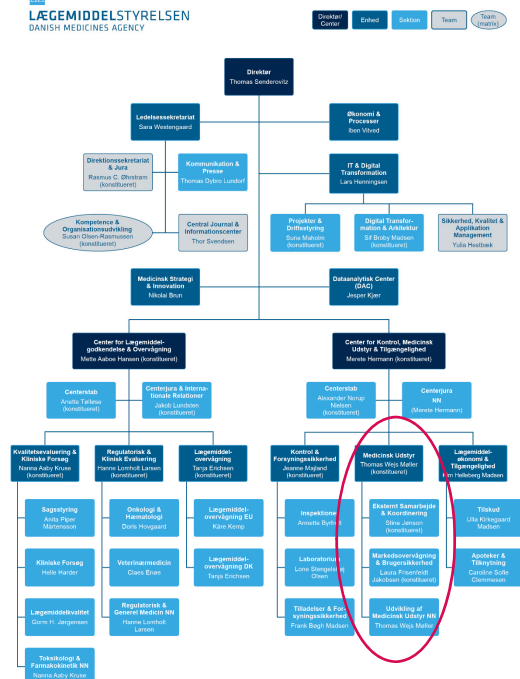 LÆGEMIDDELSTYRELSEN
DANISH MEDICINES AGENCY
Direktør/
Center
Enhed
Sektion
Team
Team
(matrix)
Direktør
Thomas Senderovitz
Ledelsessekretariat
Sara Westengaard
Økonomi &
Processer
Iben Vitved
Direktionssekretariat
& Jura
Rasmus C. Øhrstrøm
(konstitueret)
Kommunikation &
Presse
Thomas Dybro Lundorf
IT & Digital
Transformation
Lars Henningsen
Kompetence &
Organisationsudvikling
Susan Olsen-Rasmussen
(konstitueret)
Central Journal &
Informationscenter
Thor Svendsen
Projekter &
Driftsstyring
Sune Maholm
(konstitueret)
Digital Transfor-
mation & Arkitektur
Sif Broby Madsen
(konstitueret)
Sikkerhed, Kvalitet &
Applikation
Management
Yulia Hestbæk
Medicinsk Strategi
& Innovation
Nikolai Brun
Dataanalytisk Center
(DAC)
Jesper Kjær
Center for Lægemiddel-
godkendelse & Overvågning
Mette Aaboe Hansen (konstitueret)
Center for Kontrol, Medicinsk
Udstyr & Tilgængelighed
Merete Hermann (konstitueret)
Centerstab
Anetta Tølløse
(konstitueret)
Centerjura & Interna-
tionale Relationer
Jakob Lundsten
(konstitueret)
Centerstab
Alexander Norup
Nielsen
(konstitueret)
Centerjura
NN
(Merete Hermann)
Kvalitetsevaluering &
Kliniske Forsøg
Nanna Aaby Kruse
(konstitueret)
Regulatorisk &
Klinisk Evaluering
Hanne Lomholt Larsen
(konstitueret)
Lægemiddel-
overvågning
Tanja Erichsen
(konstitueret)
Kontrol &
Forsyningssikkerhed
Jeanne Majland
(konstitueret)
Medicinsk Udstyr
Thomas Wejs Møller
(konstitueret)
Lægemiddel-
økonomi &
Tilgængelighed
Kim Helleberg Madsen
Sagsstyring
Anita Piper
Mårtensson
Onkologi &
Hæmatologi
Doris Hovgaard
Lægemiddel-
overvågning EU
Kåre Kemp
Inspektioner
Annette Byrholt
Eksternt Samarbejde
& Koordinering
Stine Jønson
(konstitueret)
Tilskud
Ulla Kirkegaard
Madsen
Kliniske Forsøg
Helle Harder
Veterinærmedicin
Claes Enøe
Lægemiddel-
overvågning DK
Tanja Erichsen
Laboratorium
Lone Stengelshøj
Olsen
Markedsovervågning
& Brugersikkerhed
Laura Frisenfeldt
Jakobsen (konstitueret)
Apoteker &
Tilknytning
Caroline Sofie
Clemmesen
Lægemiddelkvalitet
Gorm H. Jørgensen
Regulatorisk &
Generel Medicin NN
Hanne Lomholt
Larsen
Tilladelser & For-
syningssikkerhed
Frank Bøgh Madsen
Udvikling af
Medicinsk Udstyr NN
Thomas Wejs Møller
Toksikologi &
Farmakokinetik NN
Nanna Aaby Kruse